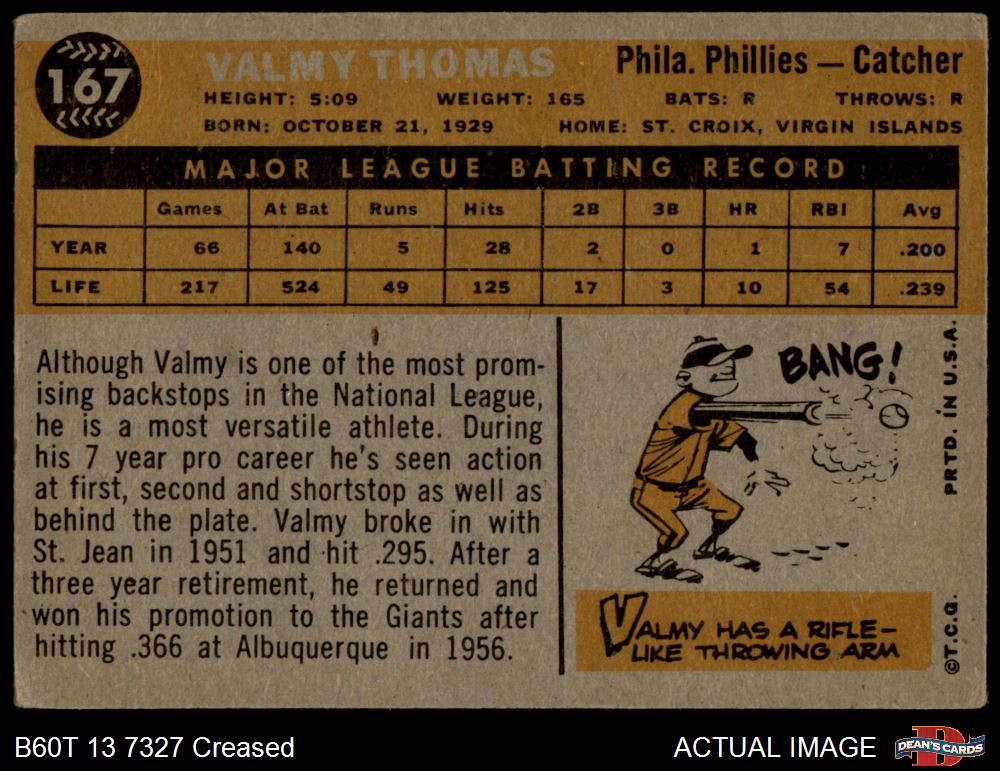 167
VALMY THOMAS
Phila. Phillies — Catcher
HEIGHT: 5:09 WEIGHT: 165 BATS: R THROWS: R
BORN: OCTOBER 21, 1929 HOME: ST. CROIX, VIRGIN ISLANDS
MAJOR LEAGUE BATTING RECORD
Games At Bat Runs Hits 2B 3B HR RBI Avg
YEAR 66 140 5 28 2 0 1 7 .200
LIFE 217 524 49 125 17 3 10 54 .239
Although Valmy is one of the most prom-
ising backstops in the National League,
he is a most versatile athlete. During
his 7 year pro career he's seen action
at first, second and shortstop as well as
behind the plate. Valmy broke in with
St. Jean in 1951 and hit .295. After a
three year retirement, he returned and
won his promotion to the Giants after
hitting .366 at Albuquerque in 1956.
BANG!
VALMY HAS A RIFLE-
LIKE THROWING ARM
©T.C.G. PRTD. IN U.S.A.
B60T 13 7327 Creased
ACTUAL IMAGE
DEAN'S CARDS